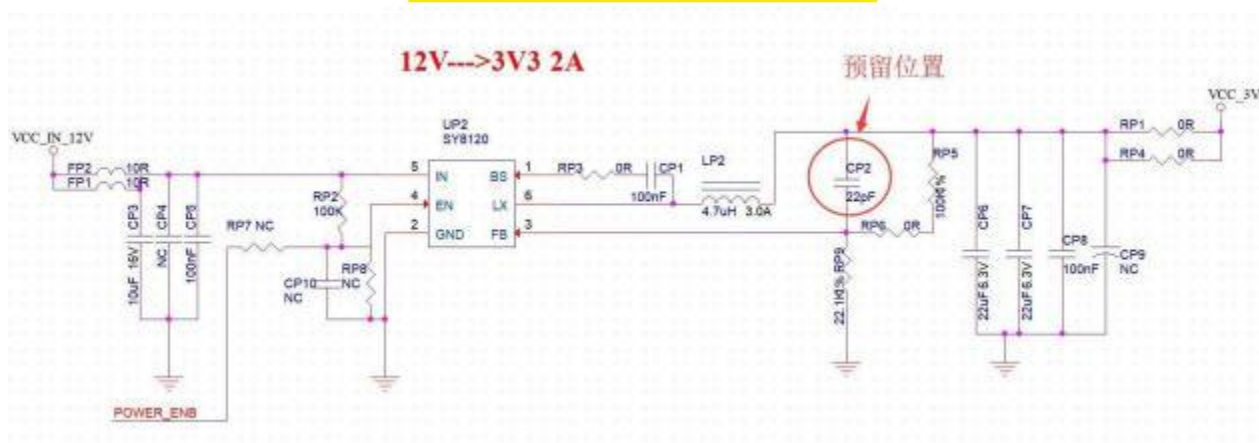 12V--->3V3 2A
预留位置
VCC_3V
VCC_IN_12V
FP2 10R
FP1 10R
CP3
10uF 16V
CP4
NC
CP5
100nF
RP7 NC
RP2
100K
CP10
NC
RP8
NC
POWER_ENB
UP2
SY8120
5 IN
4 EN
2 GND
BS 1
LX 6
FB 3
RP3 0R
CP1
100nF
LP2
4.7uH 3.0A
CP2
22pF
RP5
RP6 0R
RP9
22.1K
CP6
22uF 6.3V
CP7
22uF 6.3V
CP8
100nF
CP9
NC
RP1 0R
RP4 0R